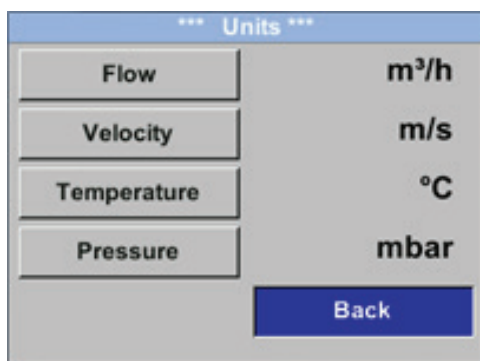 *** Units ***
Flow m³/h
Velocity m/s
Temperature °C
Pressure mbar
Back